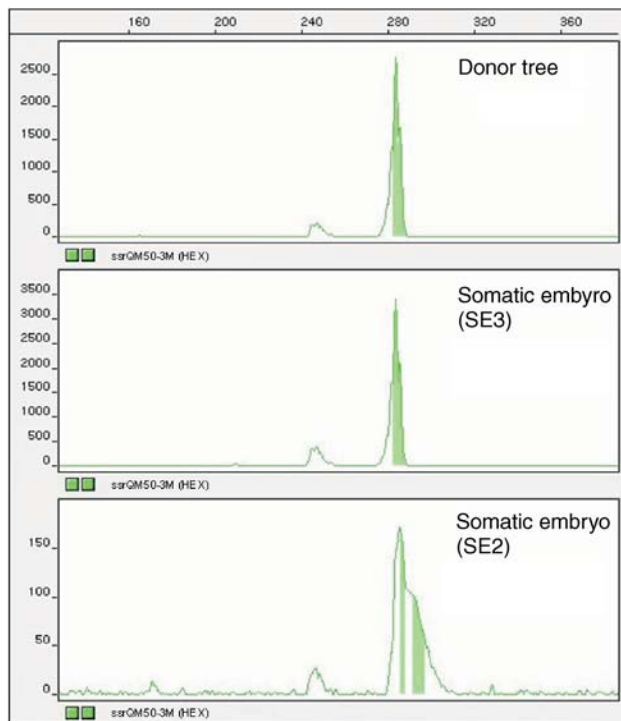 160 200 240 280 320 360
Donor tree
2500
2000
1500
1000
500
0
ssrQM50-3M (HEX)
Somatic embyro
(SE3)
3500
3000
2500
2000
1500
1000
500
0
ssrQM50-3M (HEX)
Somatic embryo
(SE2)
150
100
50
0
ssrQM50-3M (HEX)